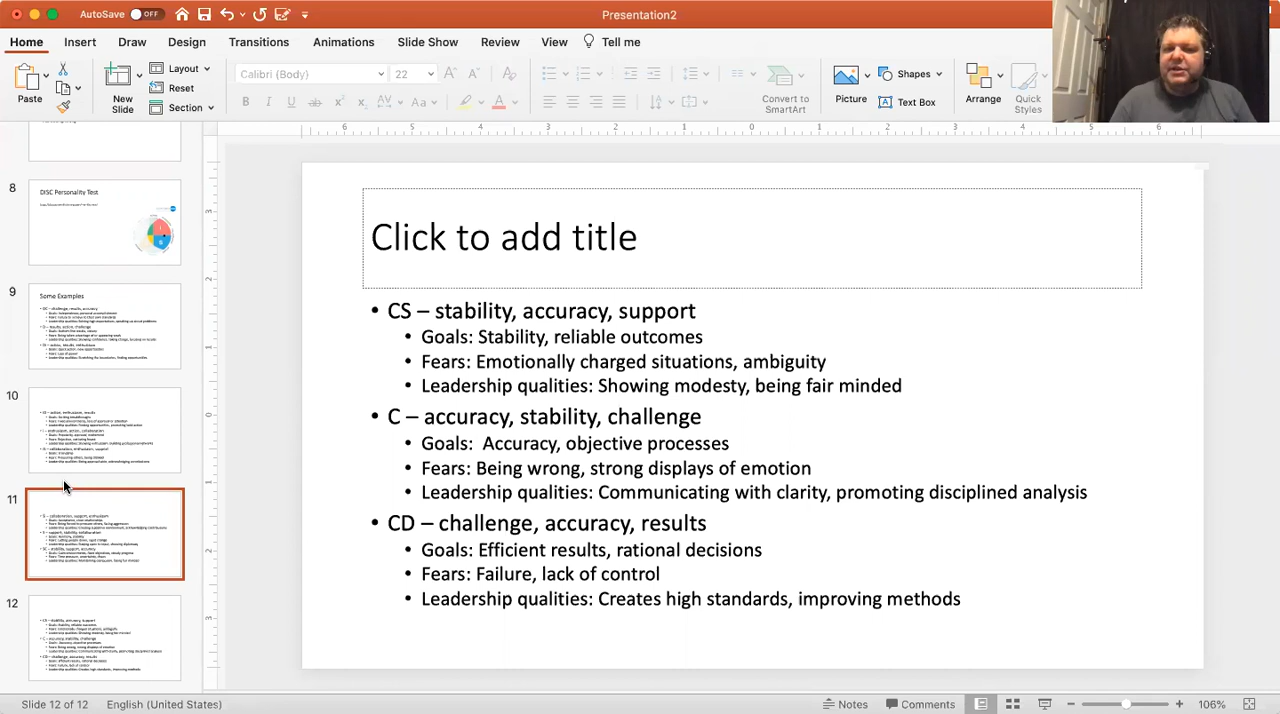 AutoSave OFF
Presentation2
Home Insert Draw Design Transitions Animations Slide Show Review View Tell me
Paste
New Slide
Layout
Reset
Section
Calibri (Body) 22
Convert to SmartArt
Picture
Shapes
Text Box
Arrange
Quick Styles
8
DISC Personality Test
9
Some Examples
10
11
12
Click to add title
• CS – stability, accuracy, support
• Goals: Stability, reliable outcomes
• Fears: Emotionally charged situations, ambiguity
• Leadership qualities: Showing modesty, being fair minded
• C – accuracy, stability, challenge
• Goals: Accuracy, objective processes
• Fears: Being wrong, strong displays of emotion
• Leadership qualities: Communicating with clarity, promoting disciplined analysis
• CD – challenge, accuracy, results
• Goals: Efficient results, rational decisions
• Fears: Failure, lack of control
• Leadership qualities: Creates high standards, improving methods
Slide 12 of 12 English (United States) Notes Comments 106%